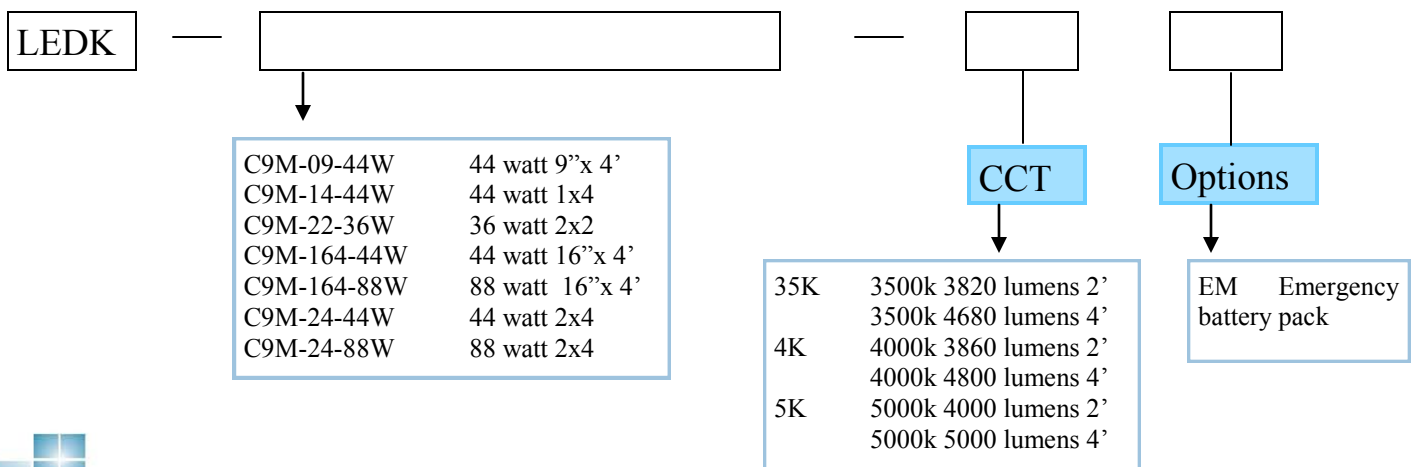 LEDK — —
C9M-09-44W 44 watt 9”x 4’
C9M-14-44W 44 watt 1x4
C9M-22-36W 36 watt 2x2
C9M-164-44W 44 watt 16”x 4’
C9M-164-88W 88 watt 16”x 4’
C9M-24-44W 44 watt 2x4
C9M-24-88W 88 watt 2x4
CCT
35K 3500k 3820 lumens 2’
3500k 4680 lumens 4’
4K 4000k 3860 lumens 2’
4000k 4800 lumens 4’
5K 5000k 4000 lumens 2’
5000k 5000 lumens 4’
Options
EM Emergency
battery pack